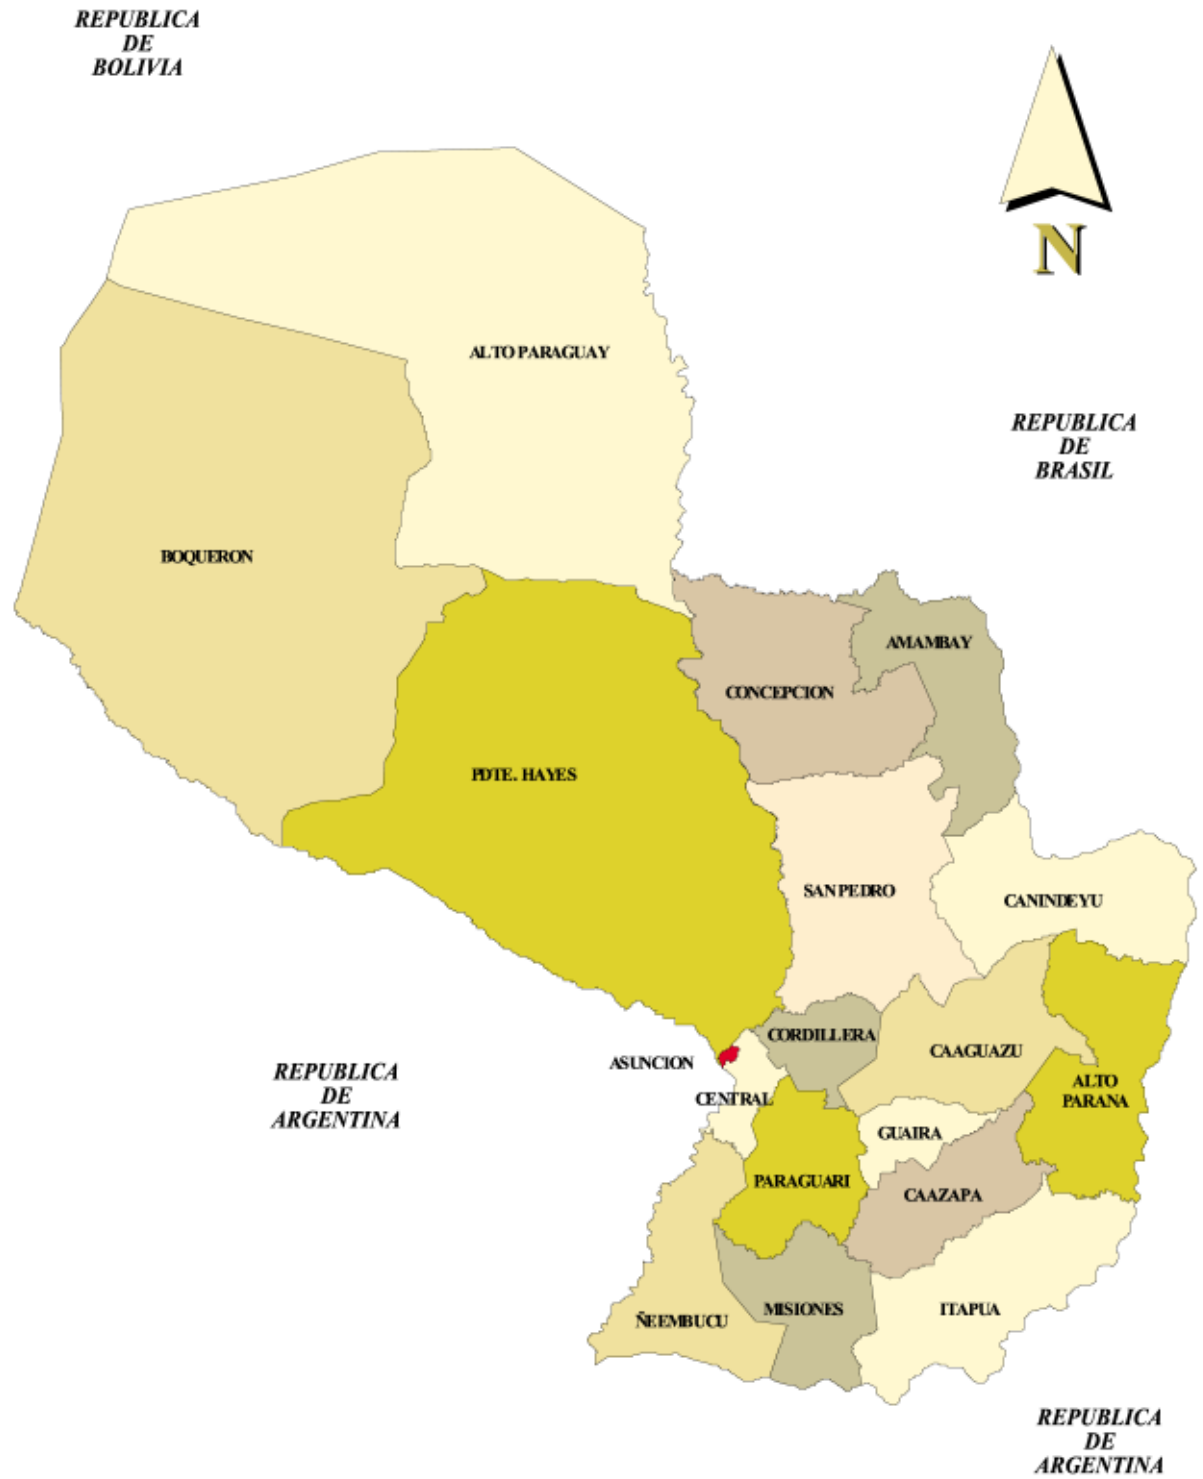 REPUBLICA
DE
BOLIVIA
N
ALTO PARAGUAY
REPUBLICA
DE
BRASIL
BOQUERON
AMAMBAY
CONCEPCION
PDTE. HAYES
SAN PEDRO
CANINDEYU
CORDILLERA
CAAGUAZU
ASUNCION
REPUBLICA
DE
ARGENTINA
ALTO
PARANA
CENTRAL
GUAIRA
PARAGUARI
CAAZAPA
MISIONES
ITAPUA
ÑEEMBUCU
REPUBLICA
DE
ARGENTINA